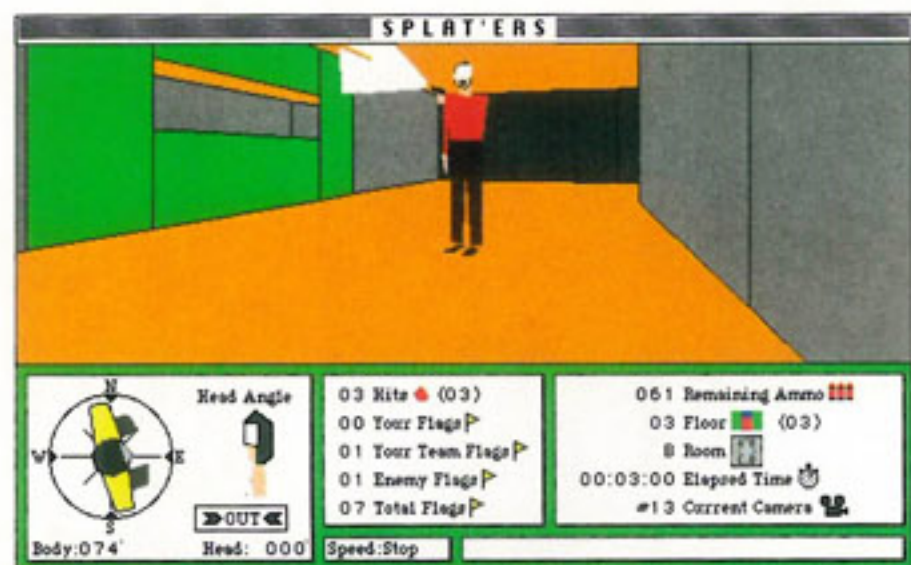 SPLAT'ERS
N
W E
S
Head Angle
OUT
Body:074°
Head: 000°
03 Hits (03)
00 Your Flags
01 Your Team Flags
01 Enemy Flags
07 Total Flags
Speed:Stop
061 Remaining Ammo
03 Floor (03)
8 Room
00:03:00 Elapsed Time
#13 Current Camera